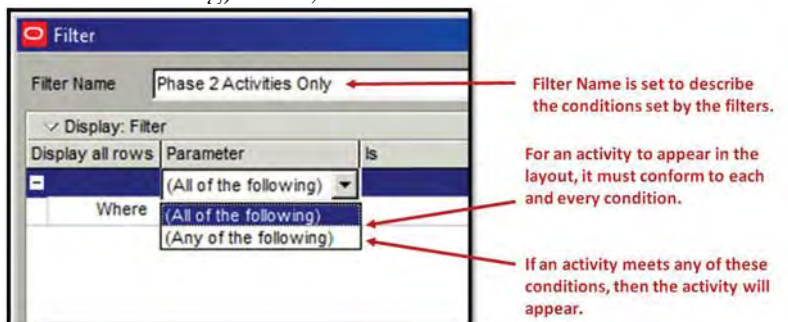 Filter
Filter Name Phase 2 Activities Only
Filter Name is set to describe
the conditions set by the filters.
Display: Filter
Display all rows Parameter Is
(All of the following)
Where (All of the following)
(Any of the following)
For an activity to appear in the
layout, it must conform to each
and every condition.
If an activity meets any of these
conditions, then the activity will
appear.